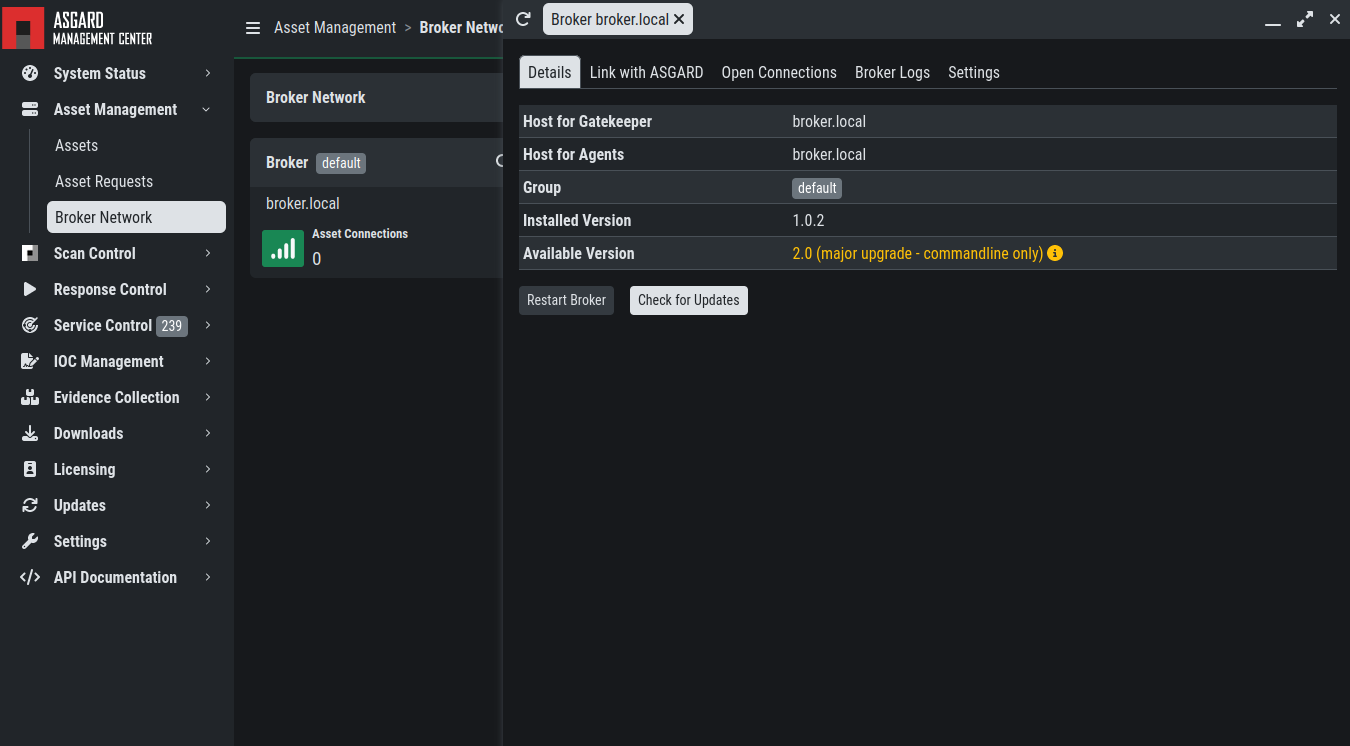 ASGARD
MANAGEMENT CENTER
System Status
Asset Management
Assets
Asset Requests
Broker Network
Scan Control
Response Control
Service Control 239
IOC Management
Evidence Collection
Downloads
Licensing
Updates
Settings
API Documentation
Asset Management > Broker Netwo
Broker Network
Broker default
broker.local
Asset Connections
0
Broker broker.local
Details Link with ASGARD Open Connections Broker Logs Settings
Host for Gatekeeper broker.local
Host for Agents broker.local
Group default
Installed Version 1.0.2
Available Version 2.0 (major upgrade - commandline only)
Restart Broker Check for Updates